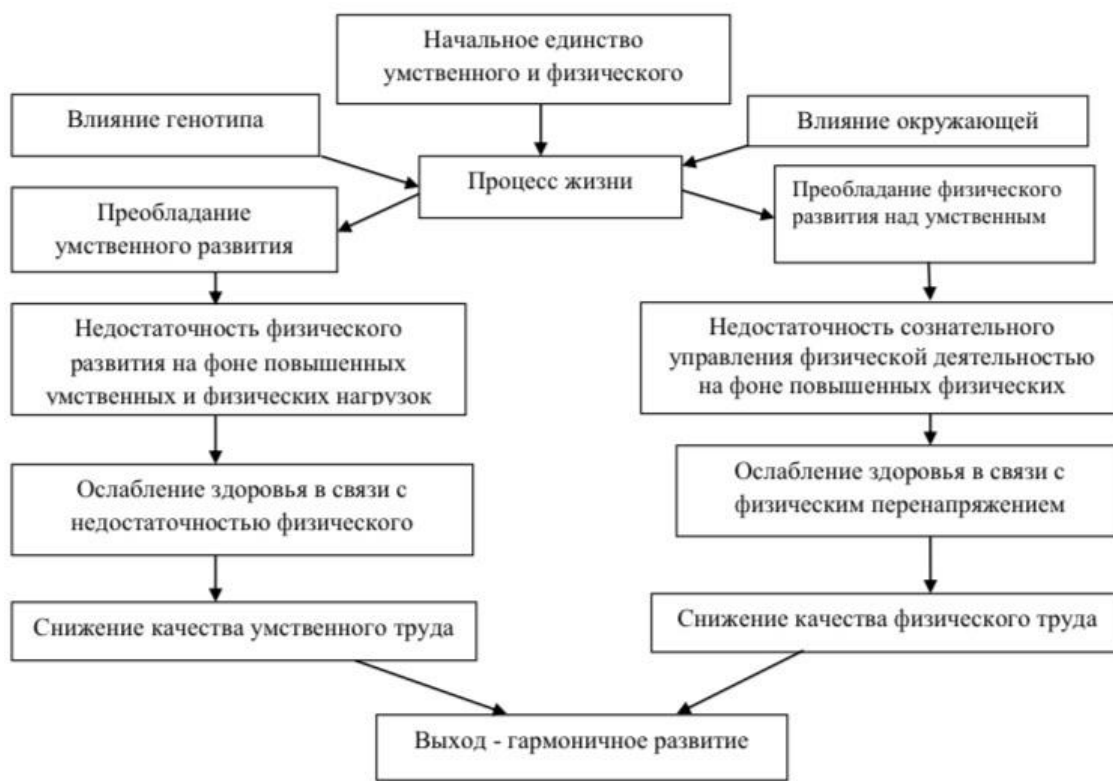 Начальное единство
умственного и физического
Влияние генотипа
Влияние окружающей
Процесс жизни
Преобладание
умственного развития
Преобладание физического
развития над умственным
Недостаточность физического
развития на фоне повышенных
умственных и физических нагрузок
Недостаточность сознательного
управления физической деятельностью
на фоне повышенных физических
Ослабление здоровья в связи с
недостаточностью физического
Ослабление здоровья в связи с
физическим перенапряжением
Снижение качества умственного труда
Снижение качества физического труда
Выход - гармоничное развитие